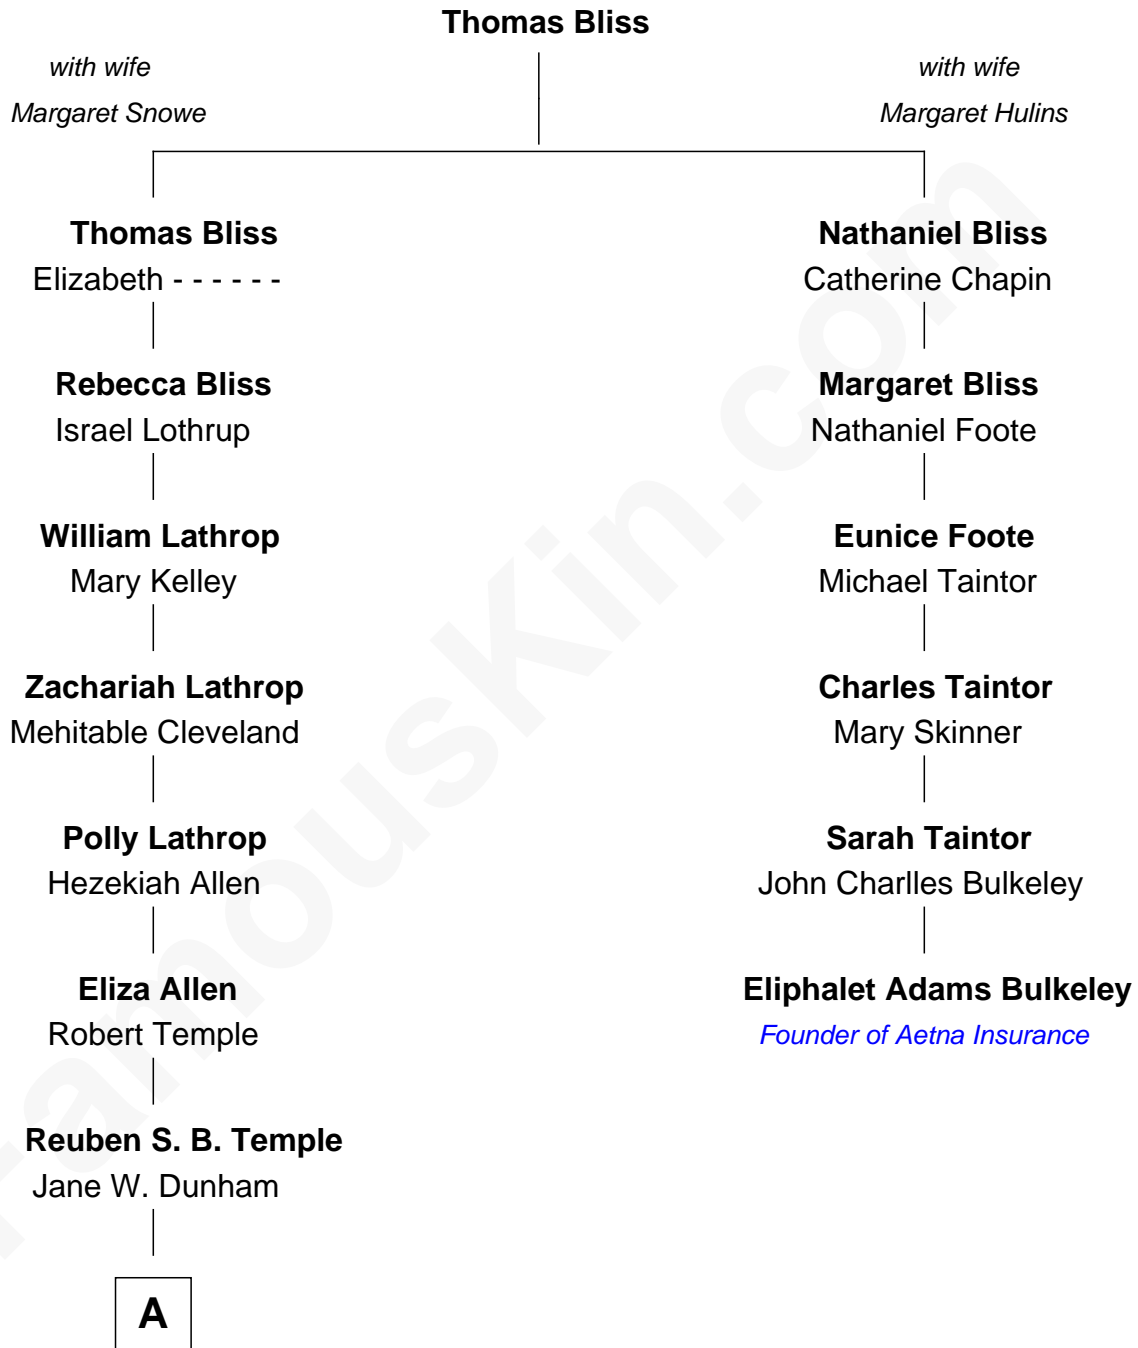 Thomas Bliss
with wife
Margaret Snowe
with wife
Margaret Hulins
Thomas Bliss
Elizabeth - - - - - -
Rebecca Bliss
Israel Lothrup
William Lathrop
Mary Kelley
Zachariah Lathrop
Mehitable Cleveland
Polly Lathrop
Hezekiah Allen
Eliza Allen
Robert Temple
Reuben S. B. Temple
Jane W. Dunham
A
Nathaniel Bliss
Catherine Chapin
Margaret Bliss
Nathaniel Foote
Eunice Foote
Michael Taintor
Charles Taintor
Mary Skinner
Sarah Taintor
John Charlles Bulkeley
Eliphalet Adams Bulkeley
Founder of Aetna Insurance
FamousKin.com